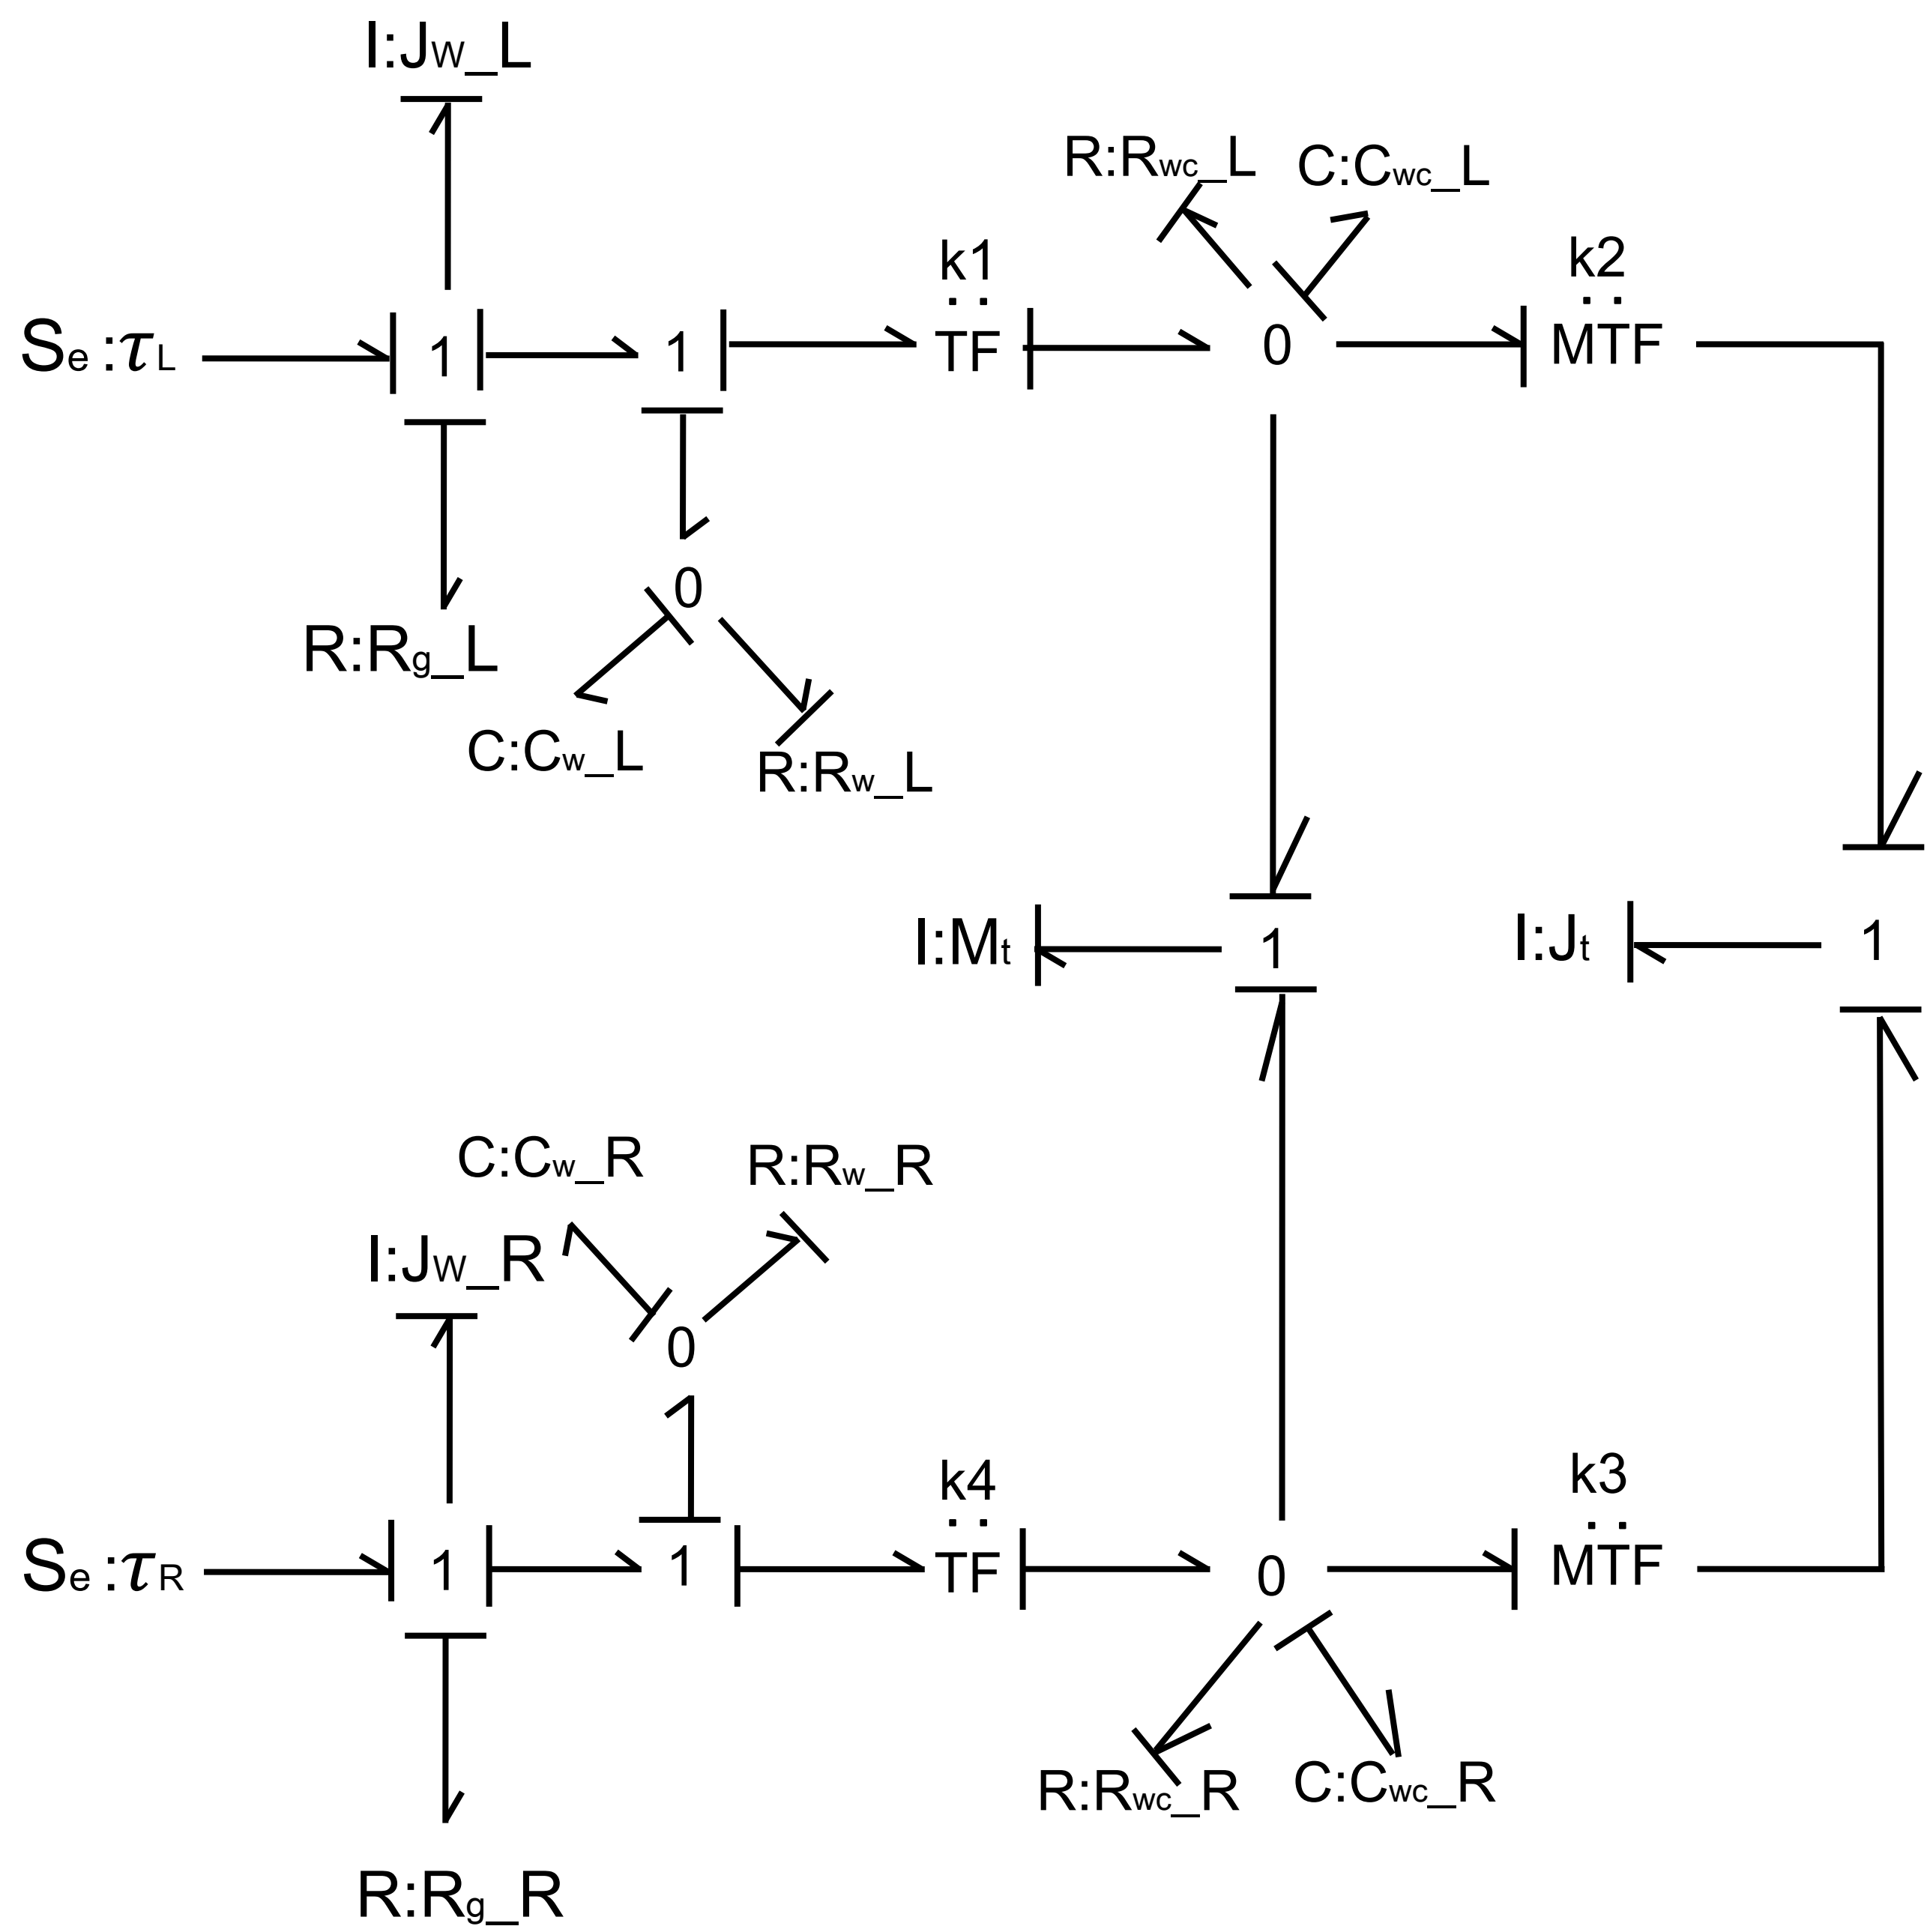 I:Jw_L
R:Rwc_L
C:Cwc_L
k1
k2
Se:τL
1
1
TF
0
MTF
0
R:Rg_L
C:Cw_L
R:Rw_L
I:Mt
1
I:Jt
1
C:Cw_R
R:Rw_R
I:Jw_R
0
k4
k3
Se:τR
1
1
TF
0
MTF
R:Rwc_R
C:Cwc_R
R:Rg_R